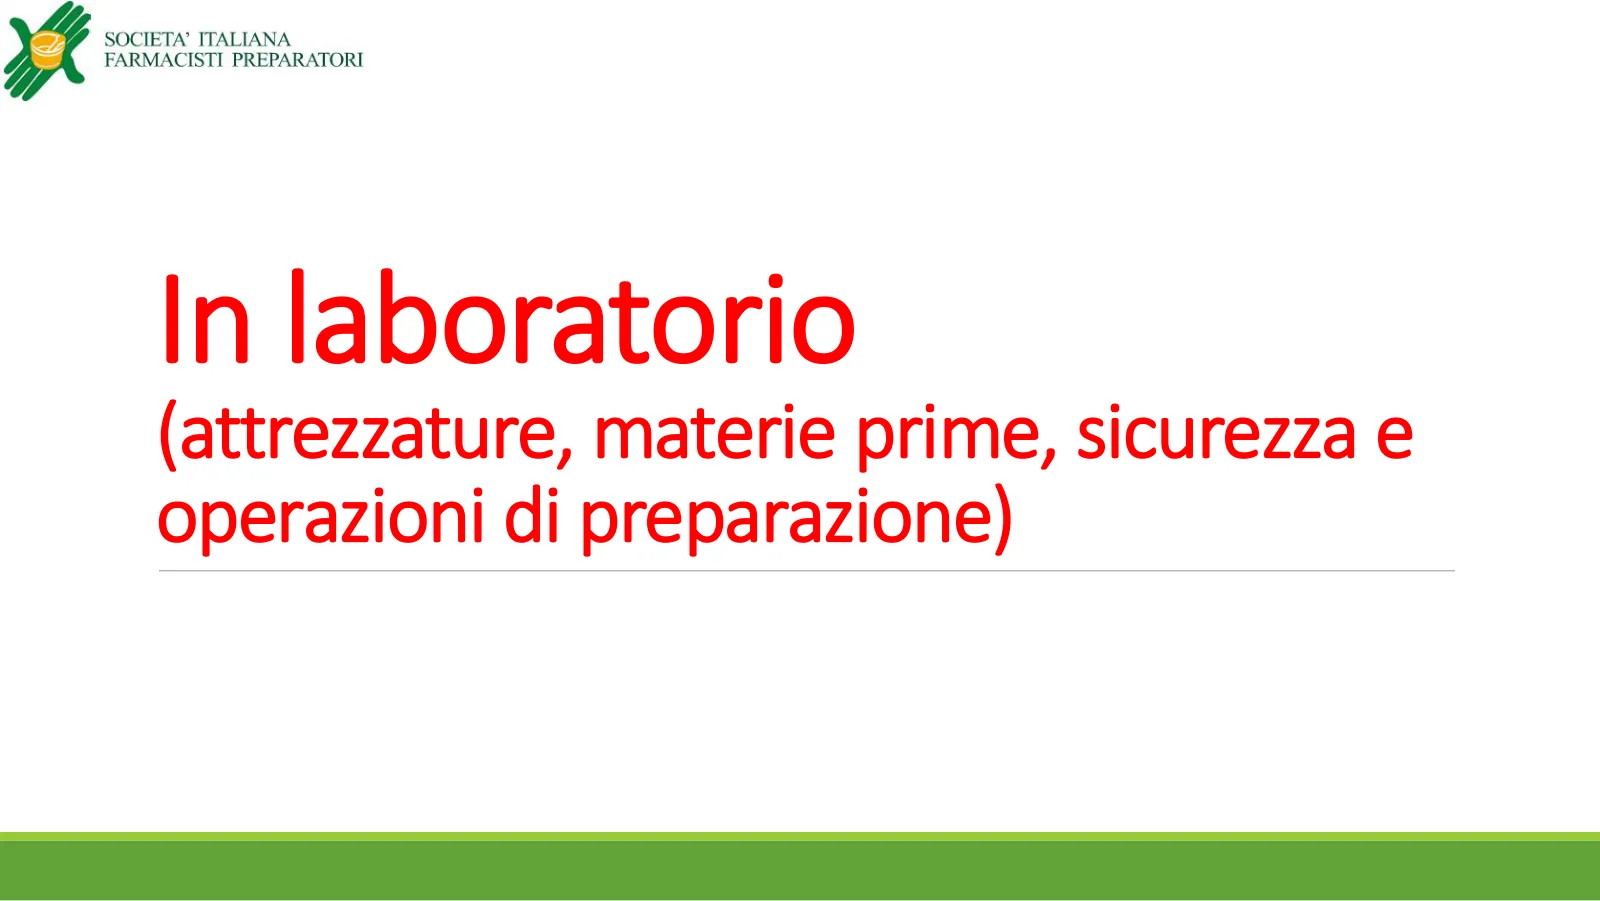 SOCIETA' ITALIANA
FARMACISTI PREPARATORI
In laboratorio
(attrezzature, materie prime, sicurezza e
operazioni di preparazione)